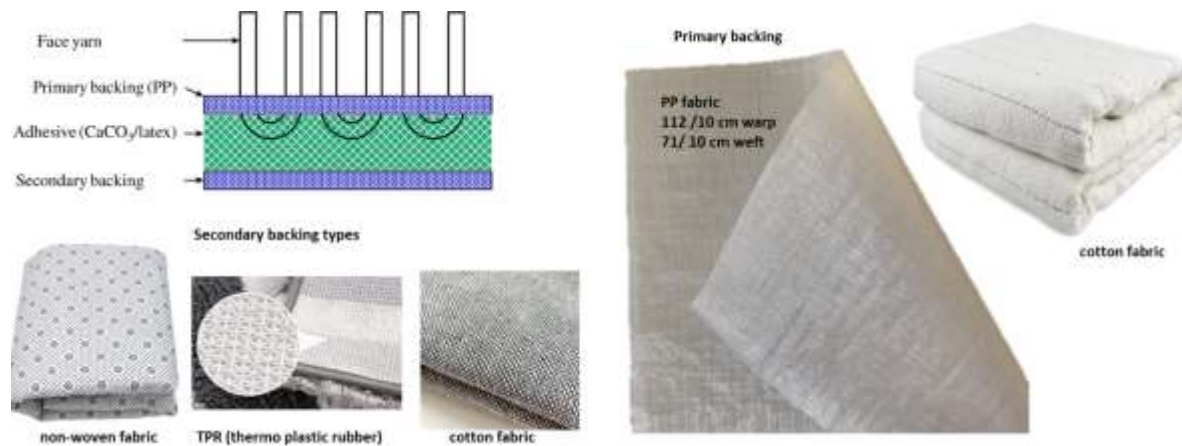 Face yarn
Primary backing (PP)
Adhesive (CaCO3/latex)
Secondary backing
Secondary backing types
non-woven fabric
TPR (thermo plastic rubber)
cotton fabric
Primary backing
PP fabric
112 /10 cm warp
71/ 10 cm weft
cotton fabric